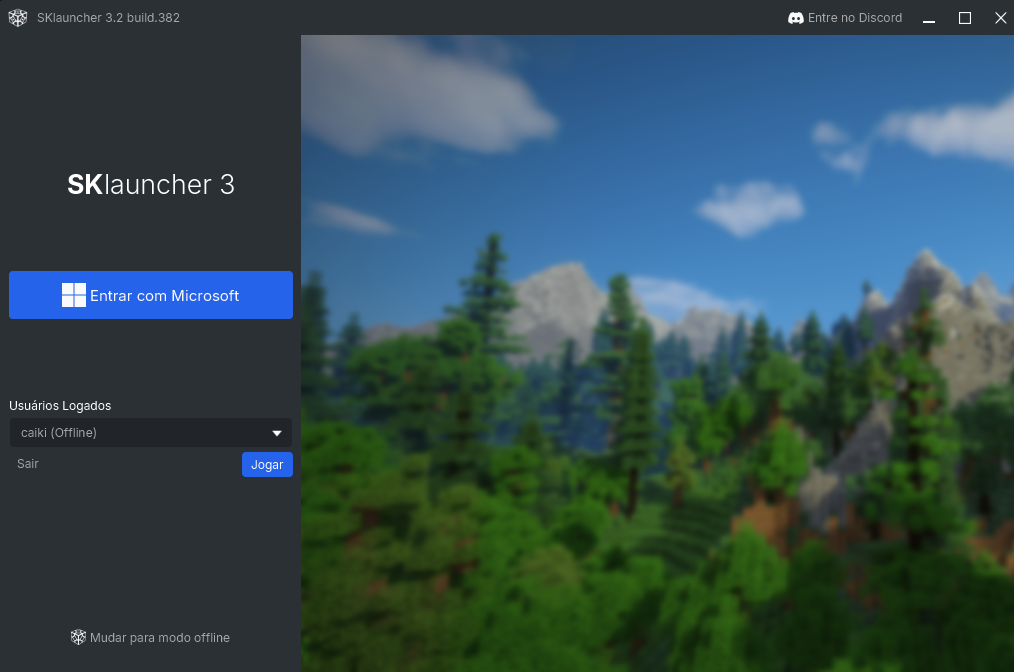 SKlauncher 3.2 build.382
Entre no Discord
SKlauncher 3
Entrar com Microsoft
Usuários Logados
caiki (Offline)
Sair
Jogar
Mudar para modo offline